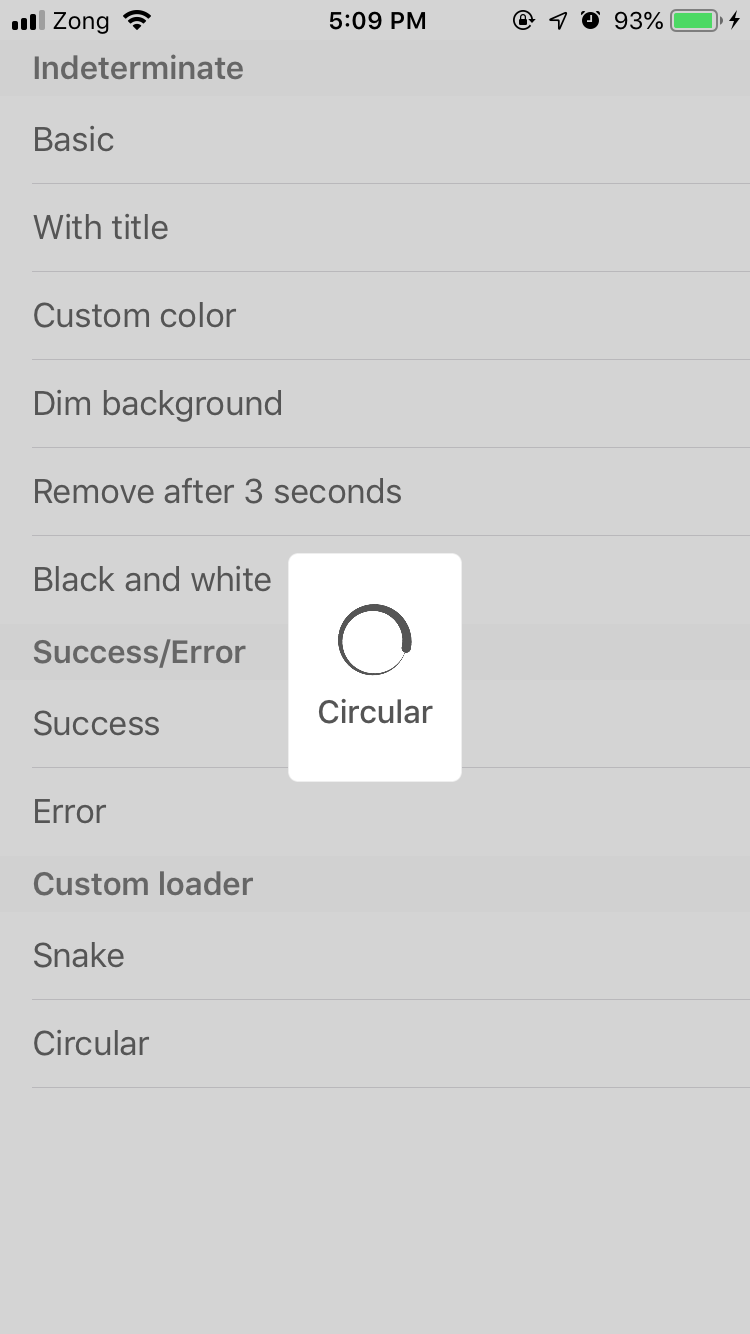 Zong 5:09 PM 93%
Indeterminate
Basic
With title
Custom color
Dim background
Remove after 3 seconds
Black and white
Success/Error
Circular
Success
Error
Custom loader
Snake
Circular